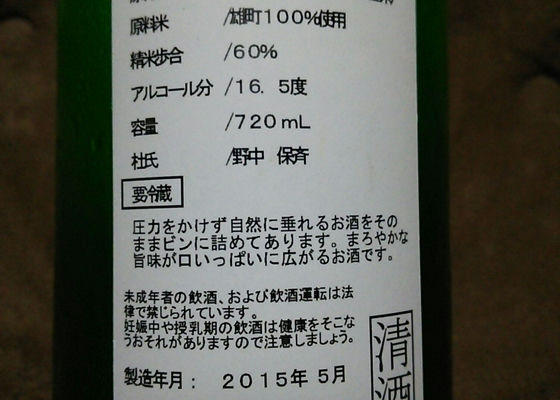 原料米 /雄町100%使用
精米歩合 /60%
アルコール分 /16．5度
容量 /720mL
杜氏 /野中 保斉
要冷蔵
圧力をかけず自然に垂れるお酒をその
ままビンに詰めてあります。まろやかな
旨味が口いっぱいに広がるお酒です。
未成年者の飲酒、および飲酒運転は法
律で禁じられています。
妊娠中や授乳期の飲酒は健康をそこな
うおそれがありますので注意しましょう。
製造年月： 2015年 5月
清酒